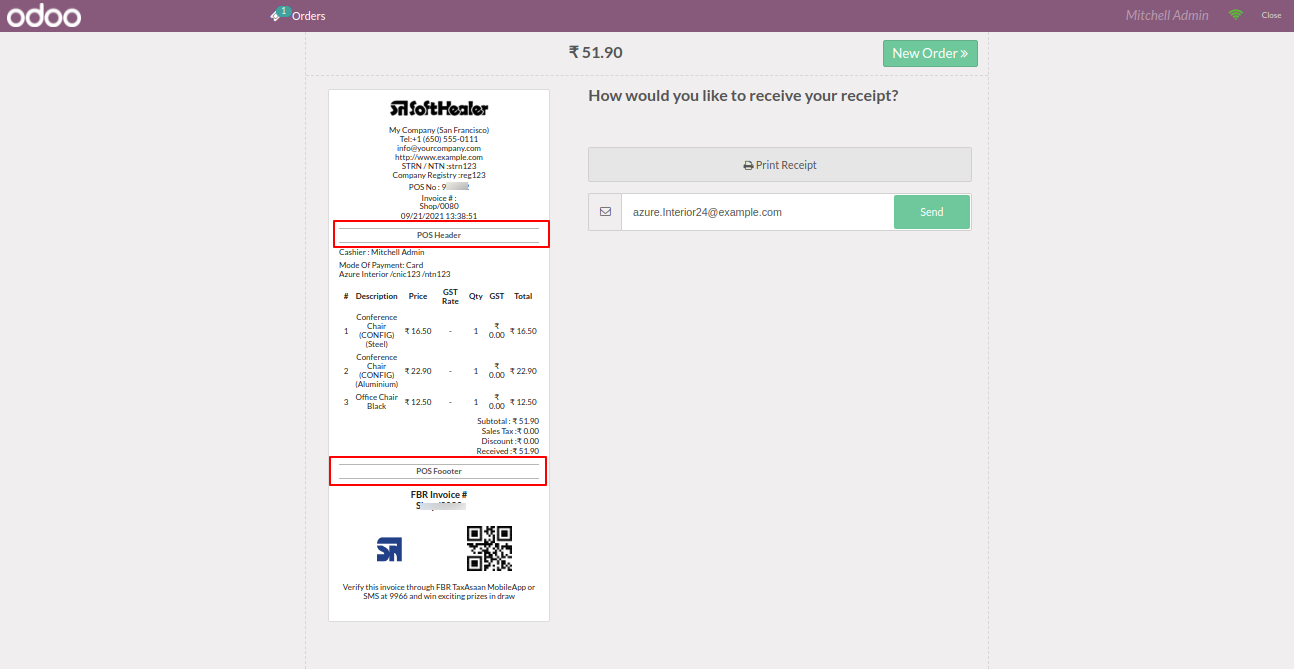 odoo
1
Orders
Mitchell Admin
Close
₹ 51.90
New Order »
SoftHealer
My Company (San Francisco)
Tel:+1 (650) 555-0111
info@yourcompany.com
http://www.example.com
STRN / NTN :strn123
Company Registry :reg123
POS No : 9
Invoice # :
Shop/0080
09/21/2021 13:38:51
POS Header
Cashier : Mitchell Admin
Mode Of Payment: Card
Azure Interior /cnic123 /ntn123
# Description Price GST Rate Qty GST Total
1 Conference Chair (CONFIG) (Steel) ₹ 16.50 - 1 ₹ 0.00 ₹ 16.50
2 Conference Chair (CONFIG) (Aluminium) ₹ 22.90 - 1 ₹ 0.00 ₹ 22.90
3 Office Chair Black ₹ 12.50 - 1 ₹ 0.00 ₹ 12.50
Subtotal : ₹ 51.90
Sales Tax :₹ 0.00
Discount :₹ 0.00
Received :₹ 51.90
POS Foooter
FBR Invoice #
Verify this invoice through FBR TaxAsaan MobileApp or
SMS at 9966 and win exciting prizes in draw
How would you like to receive your receipt?
Print Receipt
azure.Interior24@example.com
Send